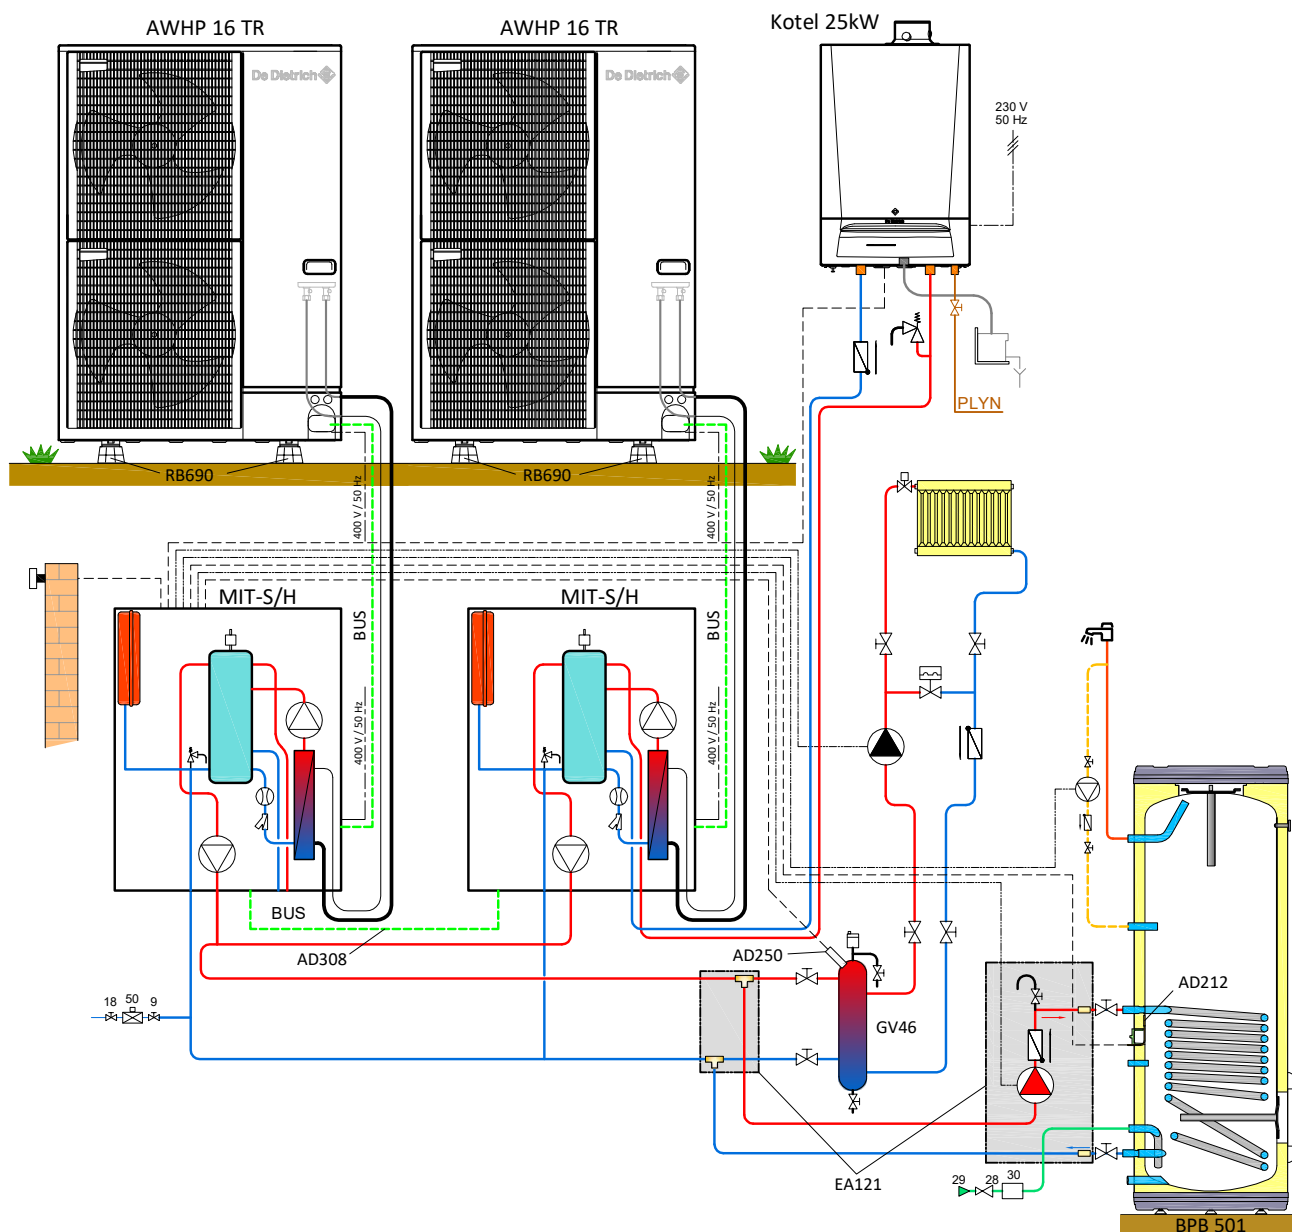 AWHP 16 TR
AWHP 16 TR
Kotel 25kW
De Dietrich
De Dietrich
230 V
50 Hz
PLYN
RB690
RB690
400 V / 50 Hz
400 V / 50 Hz
MIT-S/H
MIT-S/H
BUS
BUS
400 V / 50 Hz
400 V / 50 Hz
BUS
AD308
AD250
AD212
18
50
9
GV46
EA121
29
28
30
BPB 501